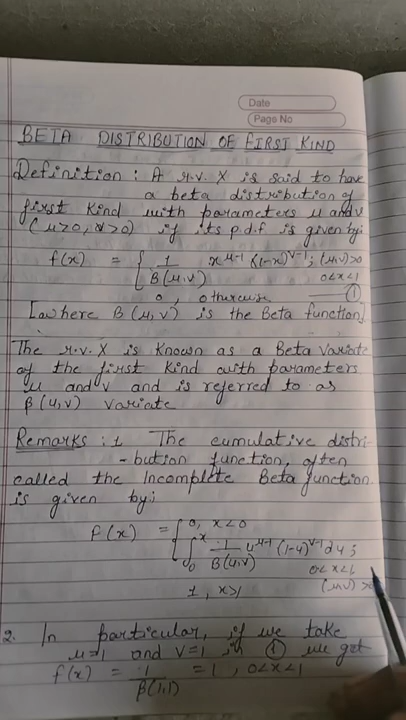 Date
Page No
BETA DISTRIBUTION OF FIRST KIND
Definition : A r.v. X is said to have
a beta distribution of
first Kind with parameters μ and ν
(μ>0, ν>0) if its p.d.f is given by:
f(x) = { 1/B(μ,ν) x^(μ-1) (1-x)^(ν-1) ; (μ,ν)>0
0<x<1
0, otherwise — ①
[where B(μ,ν) is the Beta function]
The r.v. X is Known as a Beta Variate
of the first Kind with parameters
μ and ν and is referred to as
β(μ,ν) variate
Remarks : 1. The cumulative distri-
-bution function, often
called the Incomplete Beta function
is given by:
F(x) = { 0, x<0
∫₀ˣ 1/B(μ,ν) u^(μ-1) (1-u)^(ν-1) du ;
0<x<1,
(μ,ν) >
1, x>1
2. In particular, if we take
μ=1 and ν=1 in ① we get
f(x) = 1/β(1,1) = 1, 0<x<1